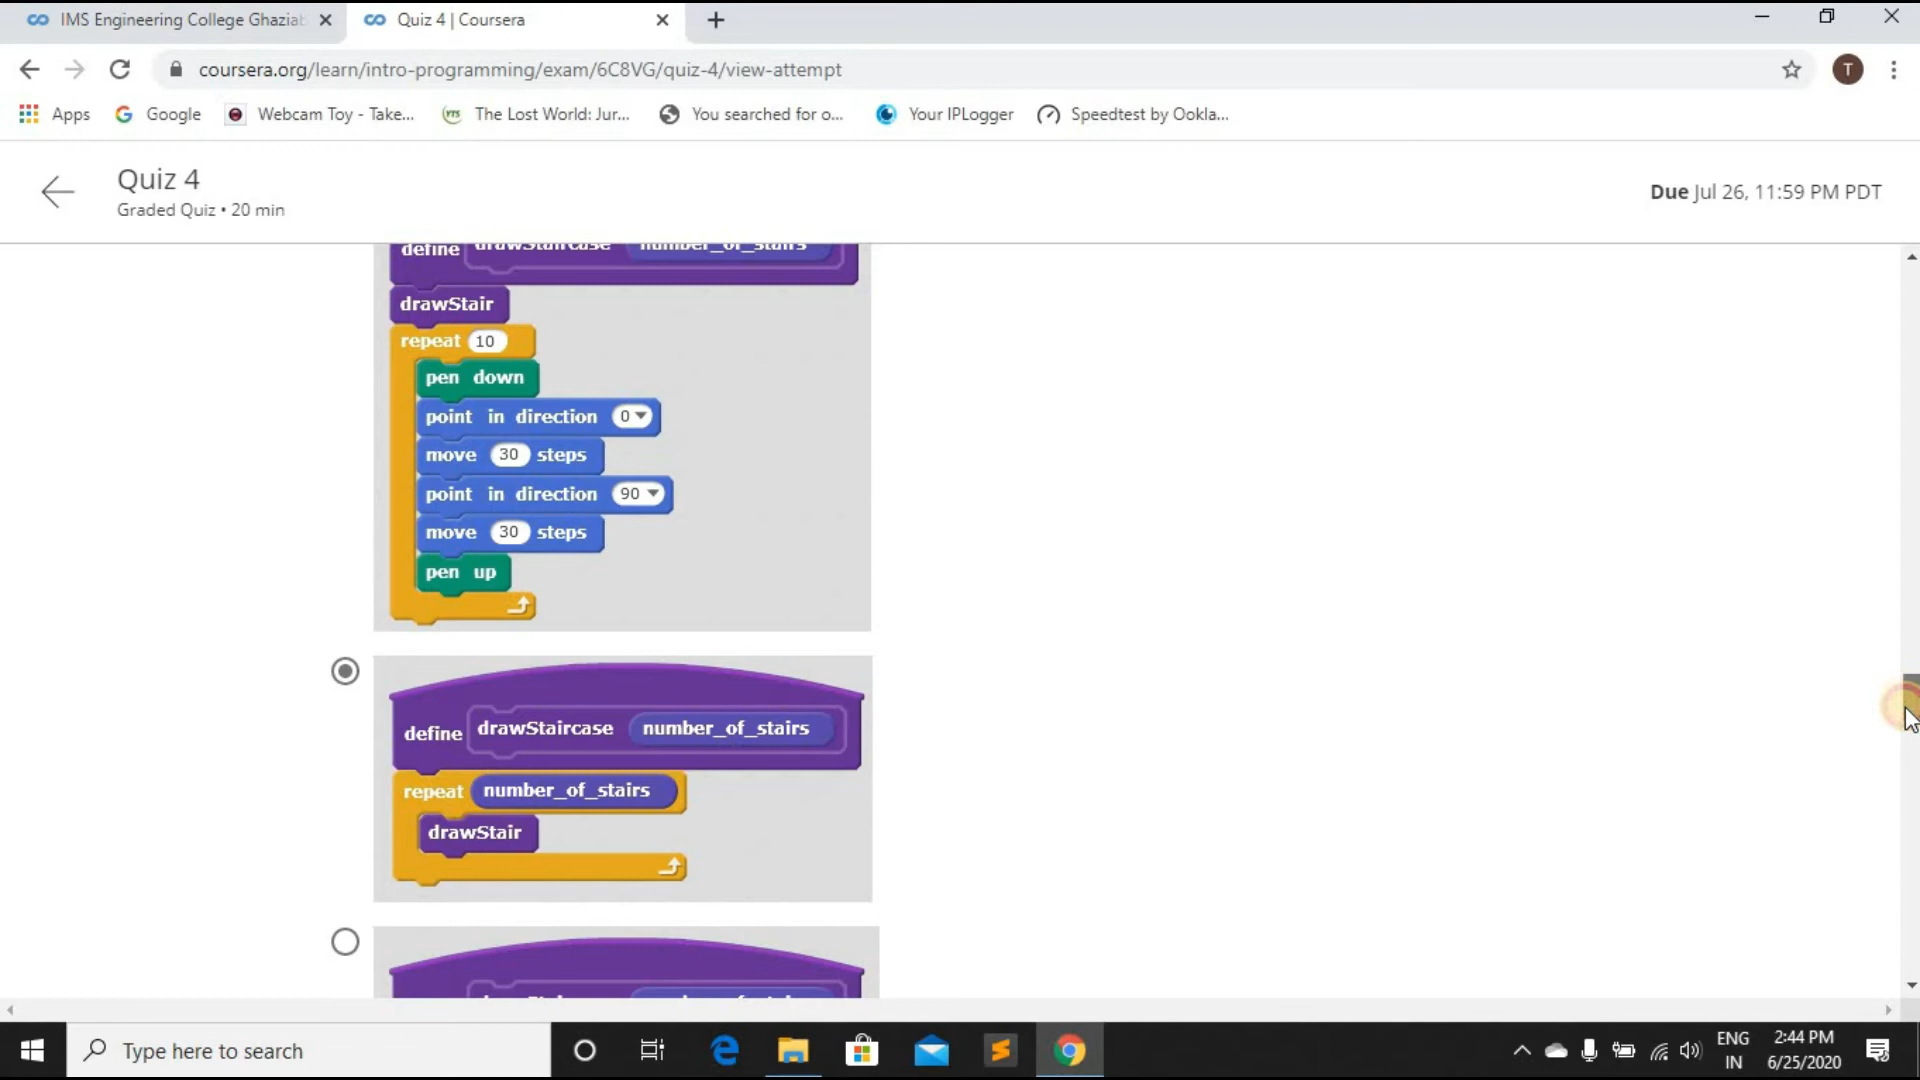 IMS Engineering College Ghazia
Quiz 4 | Coursera
coursera.org/learn/intro-programming/exam/6C8VG/quiz-4/view-attempt
T
Apps
Google
Webcam Toy - Take...
The Lost World: Jur...
You searched for o...
Your IPLogger
Speedtest by Ookla...
Quiz 4
Graded Quiz • 20 min
Due Jul 26, 11:59 PM PDT
define drawStaircase number_of_stairs
drawStair
repeat 10
pen down
point in direction 0
move 30 steps
point in direction 90
move 30 steps
pen up
define drawStaircase number_of_stairs
repeat number_of_stairs
drawStair
Type here to search
ENG
IN
2:44 PM
6/25/2020